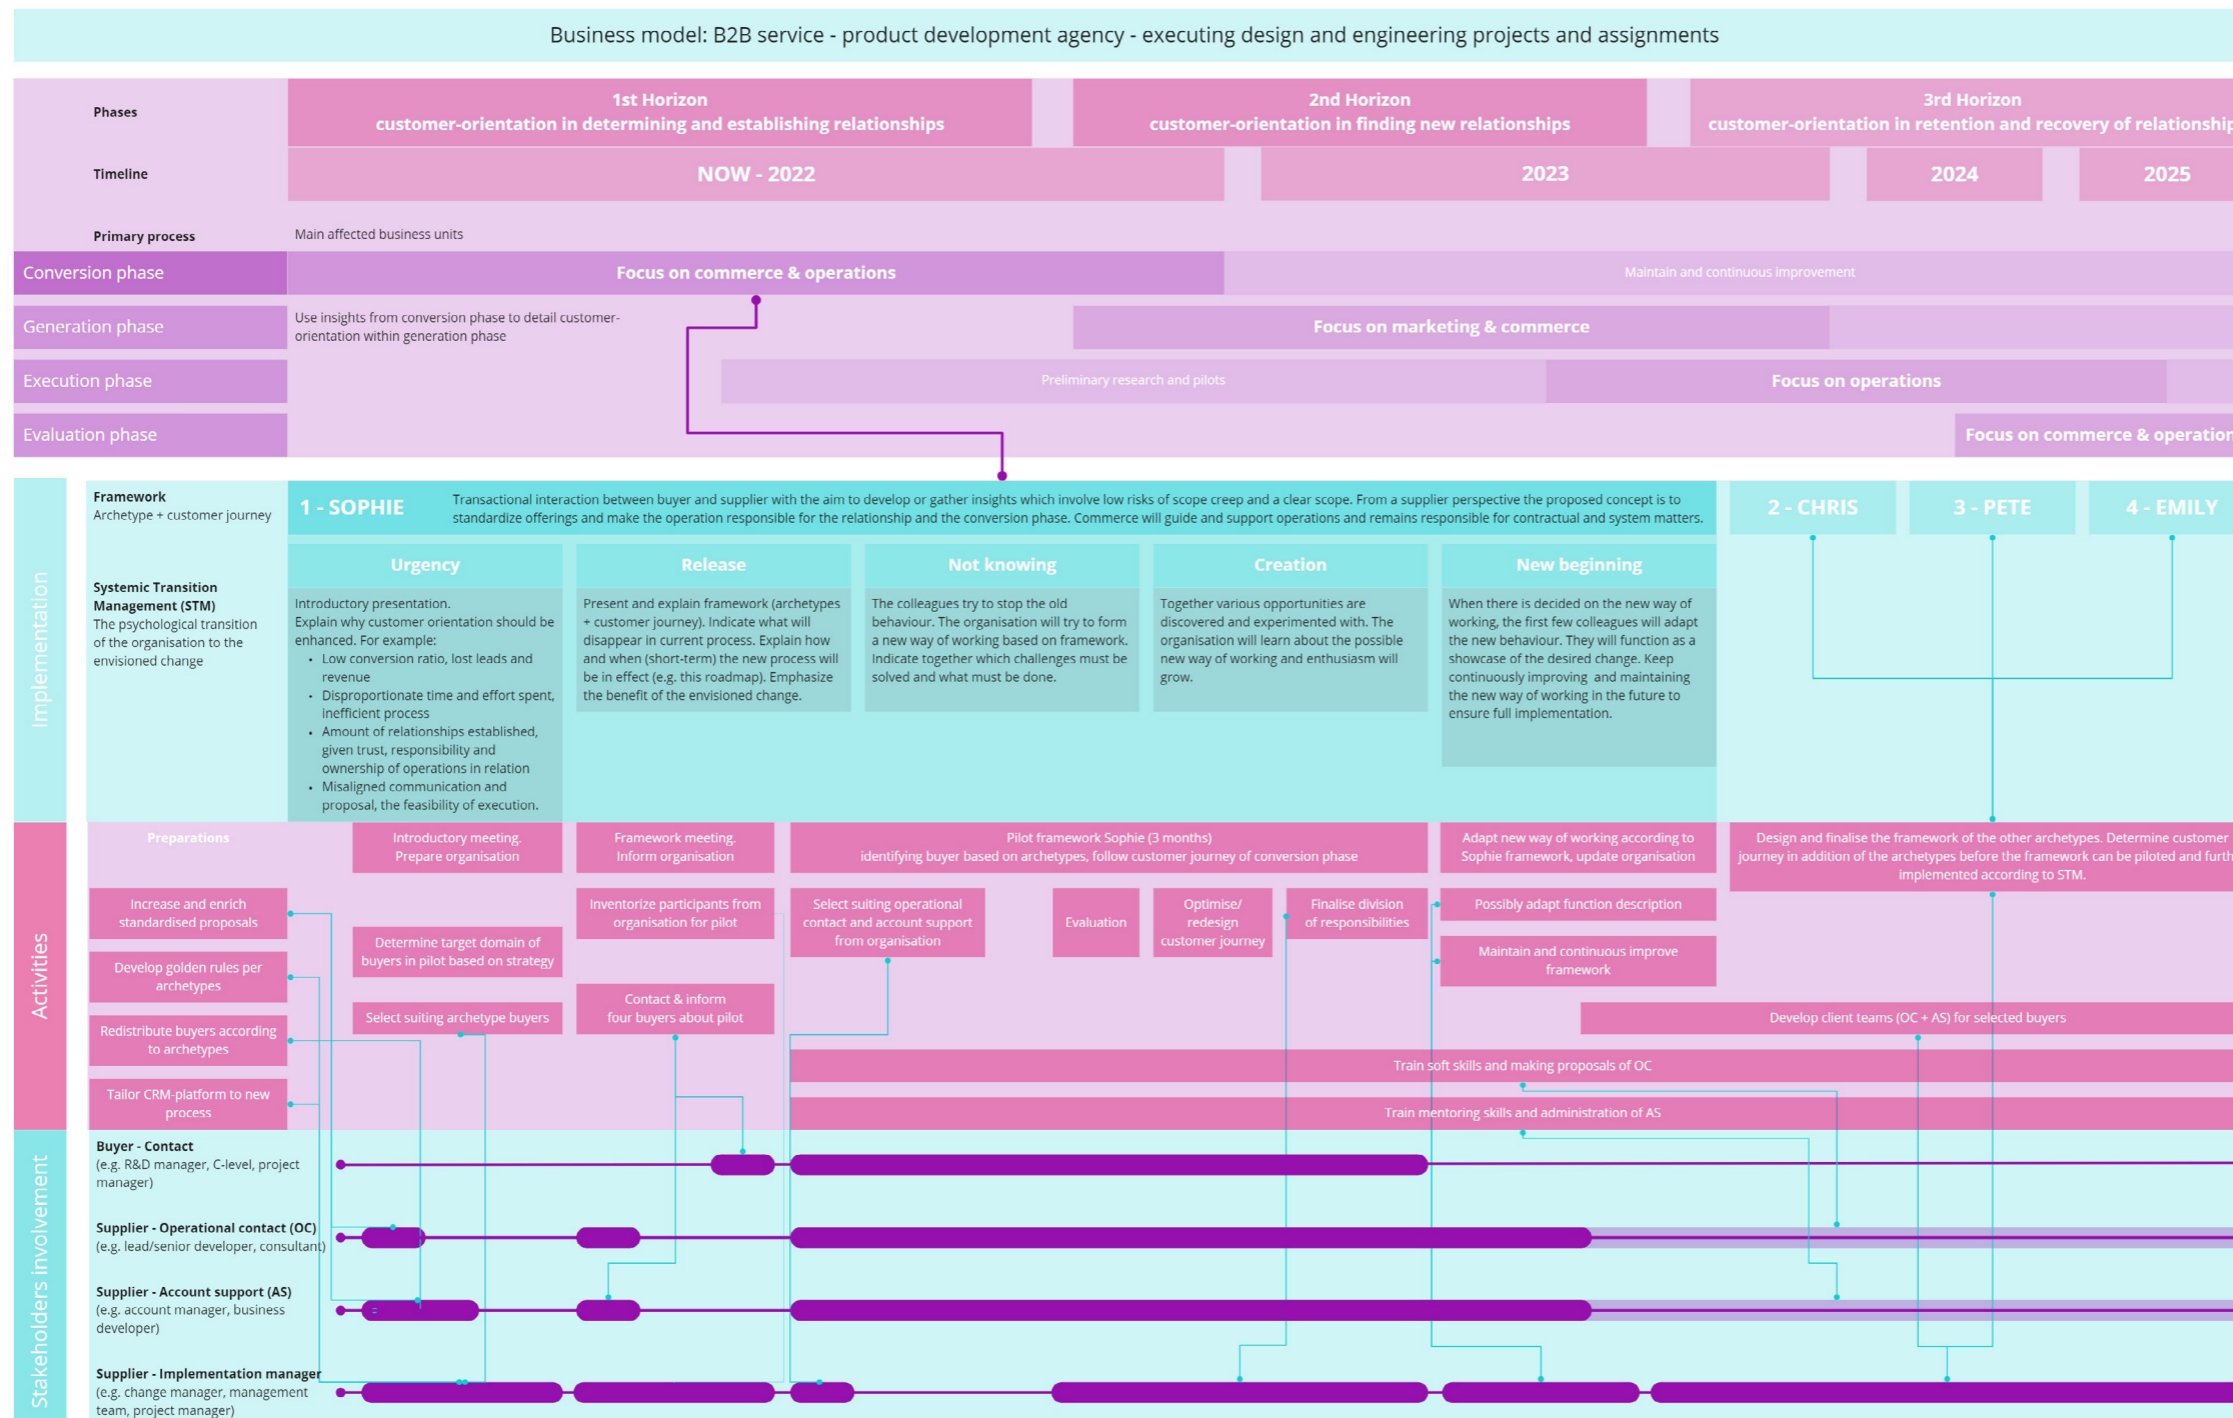 Business model: B2B service - product development agency - executing design and engineering projects and assignments
Phases
1st Horizon
customer-orientation in determining and establishing relationships
2nd Horizon
customer-orientation in finding new relationships
3rd Horizon
customer-orientation in retention and recovery of relationship
Timeline
NOW - 2022
2023
2024
2025
Primary process
Main affected business units
Conversion phase
Focus on commerce & operations
Maintain and continuous improvement
Generation phase
Use insights from conversion phase to detail customer-
orientation within generation phase
Focus on marketing & commerce
Execution phase
Preliminary research and pilots
Focus on operations
Evaluation phase
Focus on commerce & operation
Implementation
Framework
Archetype + customer journey
1 - SOPHIE
Transactional interaction between buyer and supplier with the aim to develop or gather insights which involve low risks of scope creep and a clear scope. From a supplier perspective the proposed concept is to
standardize offerings and make the operation responsible for the relationship and the conversion phase. Commerce will guide and support operations and remains responsible for contractual and system matters.
2 - CHRIS
3 - PETE
4 - EMILY
Systemic Transition
Management (STM)
The psychological transition
of the organisation to the
envisioned change
Urgency
Introductory presentation.
Explain why customer orientation should be
enhanced. For example:
• Low conversion ratio, lost leads and
revenue
• Disproportionate time and effort spent,
inefficient process
• Amount of relationships established,
given trust, responsibility and
ownership of operations in relation
• Misaligned communication and
proposal, the feasibility of execution.
Release
Present and explain framework (archetypes
+ customer journey). Indicate what will
disappear in current process. Explain how
and when (short-term) the new process will
be in effect (e.g. this roadmap). Emphasize
the benefit of the envisioned change.
Not knowing
The colleagues try to stop the old
behaviour. The organisation will try to form
a new way of working based on framework.
Indicate together which challenges must be
solved and what must be done.
Creation
Together various opportunities are
discovered and experimented with. The
organisation will learn about the possible
new way of working and enthusiasm will
grow.
New beginning
When there is decided on the new way of
working, the first few colleagues will adapt
the new behaviour. They will function as a
showcase of the desired change. Keep
continuously improving and maintaining
the new way of working in the future to
ensure full implementation.
Activities
Preparations
Increase and enrich
standardised proposals
Develop golden rules per
archetypes
Redistribute buyers according
to archetypes
Tailor CRM-platform to new
process
Introductory meeting.
Prepare organisation
Determine target domain of
buyers in pilot based on strategy
Select suiting archetype buyers
Framework meeting.
Inform organisation
Inventorize participants from
organisation for pilot
Contact & inform
four buyers about pilot
Pilot framework Sophie (3 months)
identifying buyer based on archetypes, follow customer journey of conversion phase
Select suiting operational
contact and account support
from organisation
Evaluation
Optimise/
redesign
customer journey
Finalise division
of responsibilities
Adapt new way of working according to
Sophie framework, update organisation
Possibly adapt function description
Maintain and continuous improve
framework
Design and finalise the framework of the other archetypes. Determine customer
journey in addition of the archetypes before the framework can be piloted and furth
implemented according to STM.
Develop client teams (OC + AS) for selected buyers
Train soft skills and making proposals of OC
Train mentoring skills and administration of AS
Stakeholders involvement
Buyer - Contact
(e.g. R&D manager, C-level, project
manager)
Supplier - Operational contact (OC)
(e.g. lead/senior developer, consultant)
Supplier - Account support (AS)
(e.g. account manager, business
developer)
Supplier - Implementation manager
(e.g. change manager, management
team, project manager)